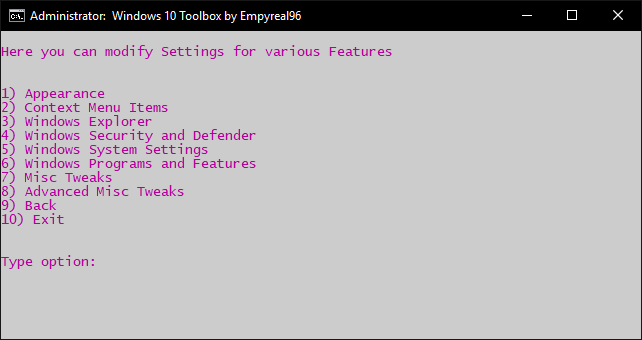 Administrator:  Windows 10 Toolbox by Empyreal96
Here you can modify Settings for various Features
1) Appearance
2) Context Menu Items
3) Windows Explorer
4) Windows Security and Defender
5) Windows System Settings
6) Windows Programs and Features
7) Misc Tweaks
8) Advanced Misc Tweaks
9) Back
10) Exit
Type option: